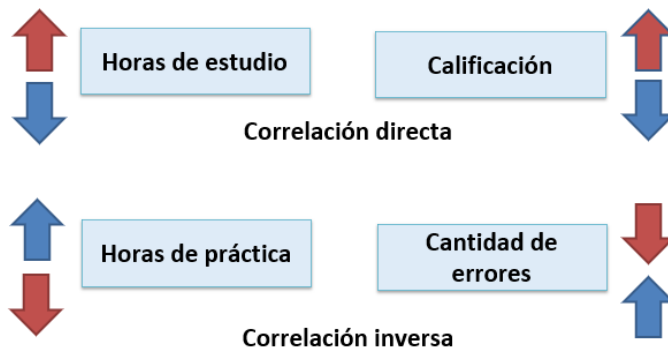 Horas de estudio
Calificación
Correlación directa
Horas de práctica
Cantidad de
errores
Correlación inversa